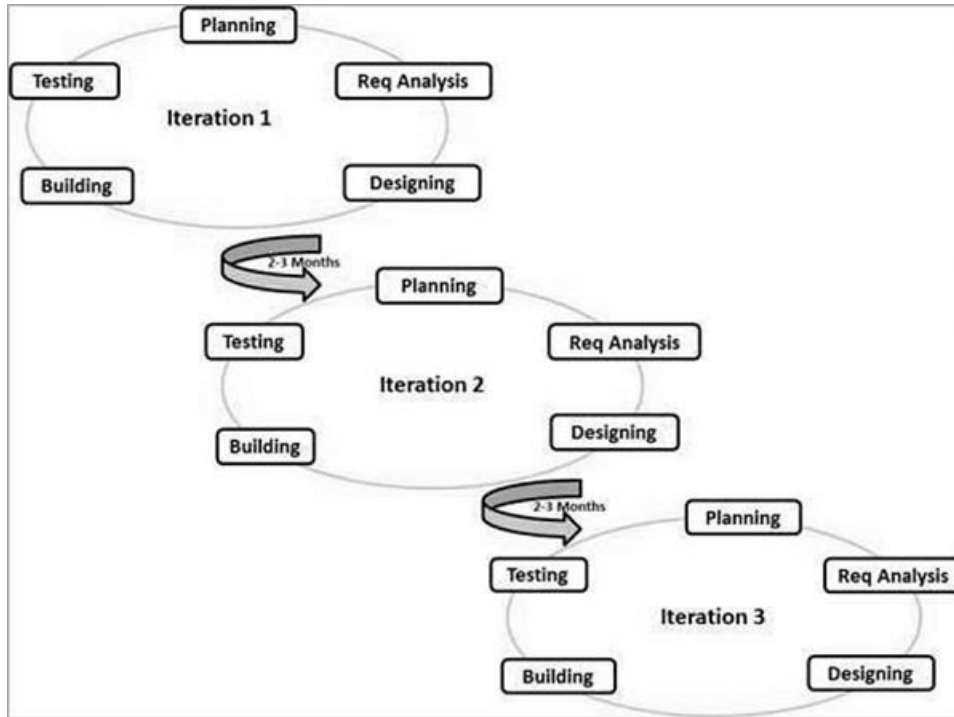 Planning
Testing
Req Analysis
Iteration 1
Building
Designing
2-3 Months
Planning
Testing
Req Analysis
Iteration 2
Building
Designing
2-3 Months
Planning
Testing
Req Analysis
Iteration 3
Building
Designing